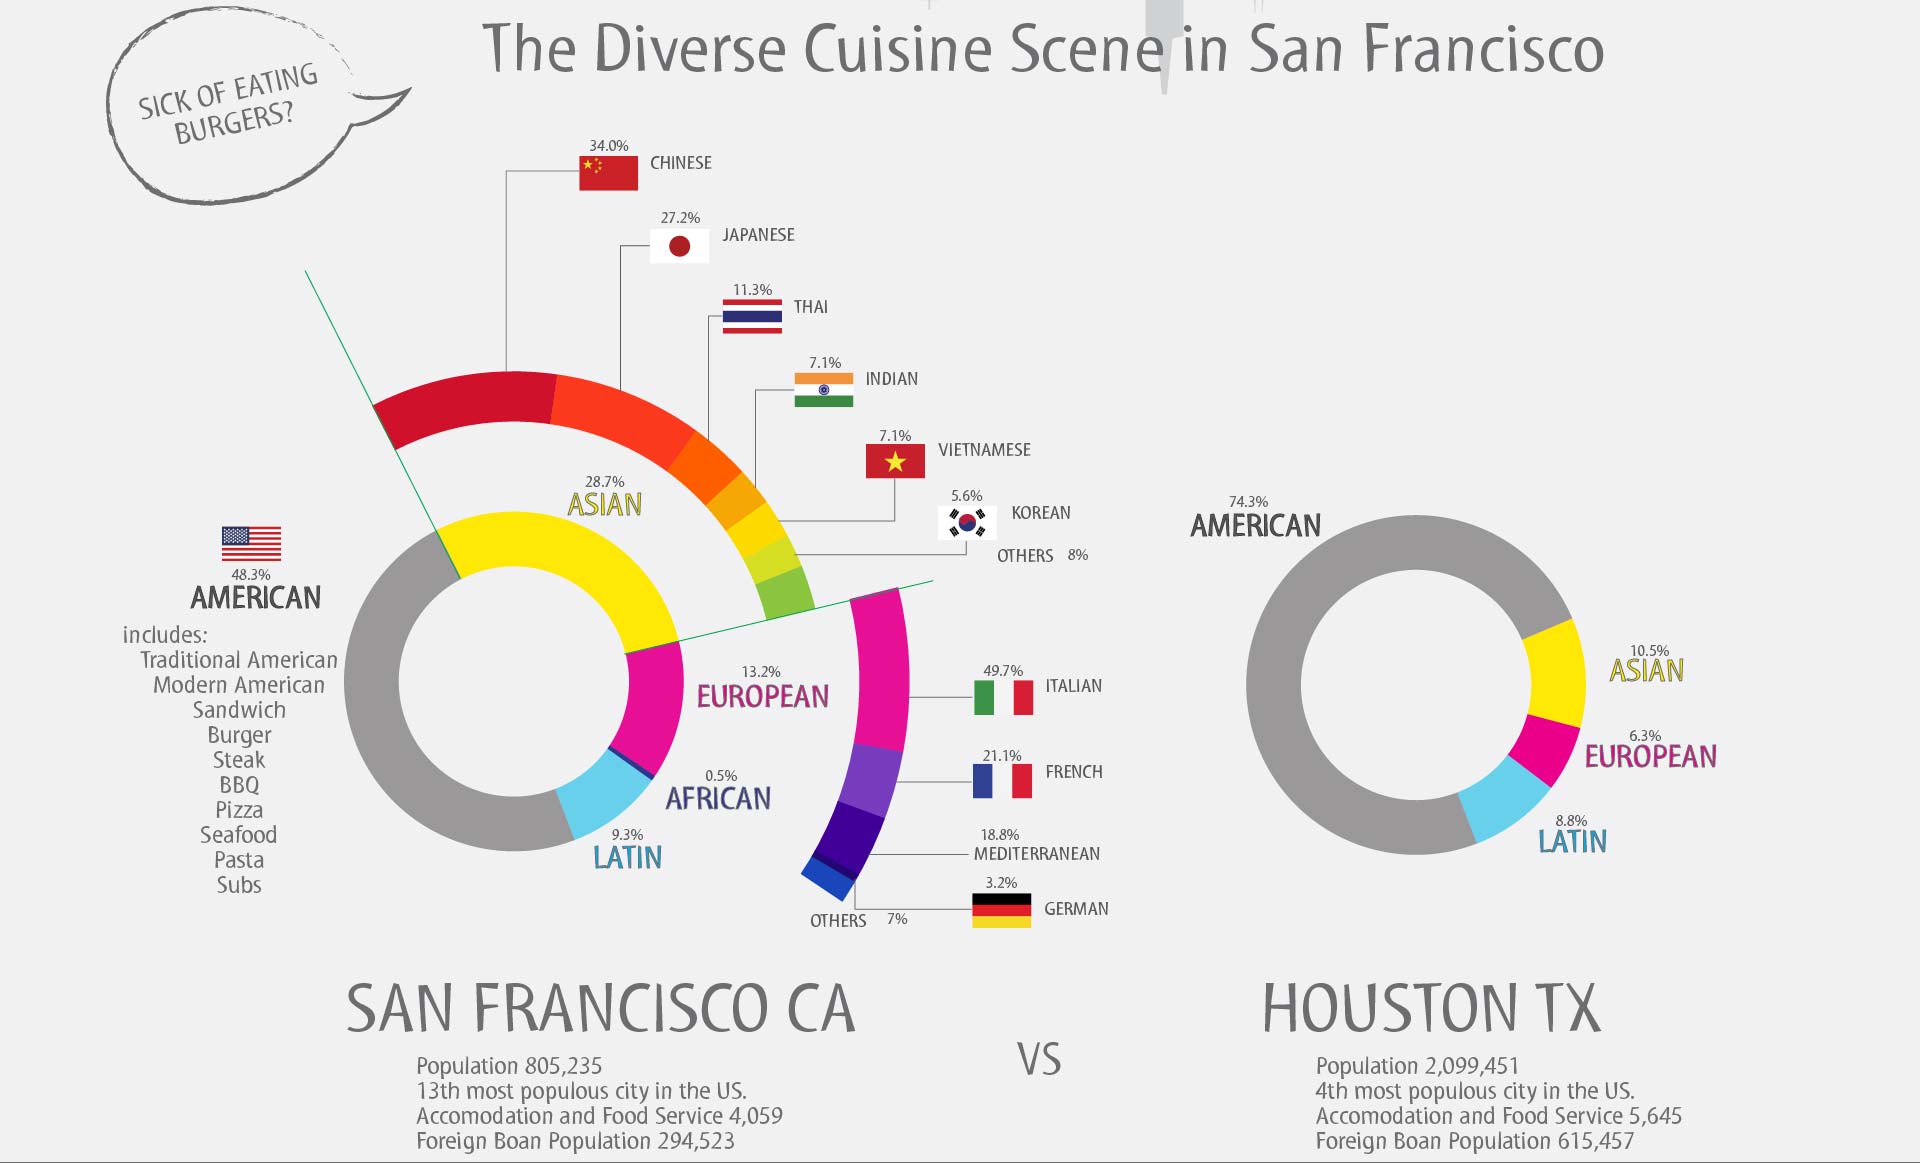 The Diverse Cuisine Scene in San Francisco
SICK OF EATING
BURGERS?
34.0%
CHINESE
27.2%
JAPANESE
11.3%
THAI
7.1%
INDIAN
7.1%
VIETNAMESE
5.6%
KOREAN
OTHERS 8%
28.7%
ASIAN
48.3%
AMERICAN
includes:
Traditional American
Modern American
Sandwich
Burger
Steak
BBQ
Pizza
Seafood
Pasta
Subs
13.2%
EUROPEAN
0.5%
AFRICAN
9.3%
LATIN
49.7%
ITALIAN
21.1%
FRENCH
18.8%
MEDITERRANEAN
3.2%
GERMAN
OTHERS 7%
74.3%
AMERICAN
10.5%
ASIAN
6.3%
EUROPEAN
8.8%
LATIN
SAN FRANCISCO CA
Population 805,235
13th most populous city in the US.
Accomodation and Food Service 4,059
Foreign Boan Population 294,523
VS
HOUSTON TX
Population 2,099,451
4th most populous city in the US.
Accomodation and Food Service 5,645
Foreign Boan Population 615,457